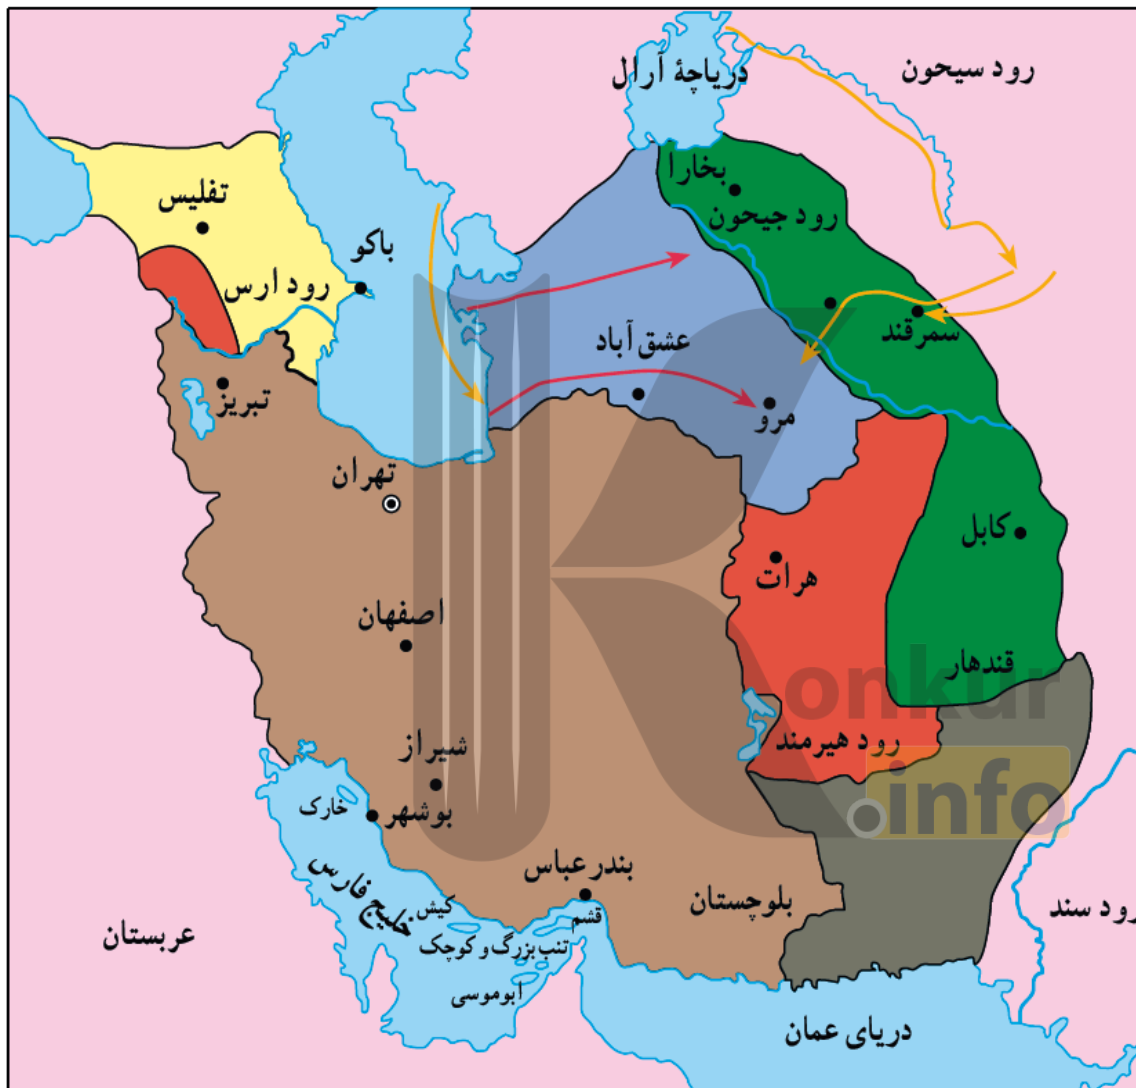 رود سیحون
دریاچهٔ آرال
بخارا
رود جیحون
تفلیس
باکو
رود ارس
سمرقند
عشق آباد
مرو
تبریز
تهران
کابل
هرات
اصفهان
قندهار
onkur
شیراز
رود هیرمند
.info
خارک
بوشهر
خلیج فارس
بندرعباس
بلوچستان
کیش
قشم
رود سند
عربستان
تنب بزرگ و کوچک
ابوموسی
دریای عمان